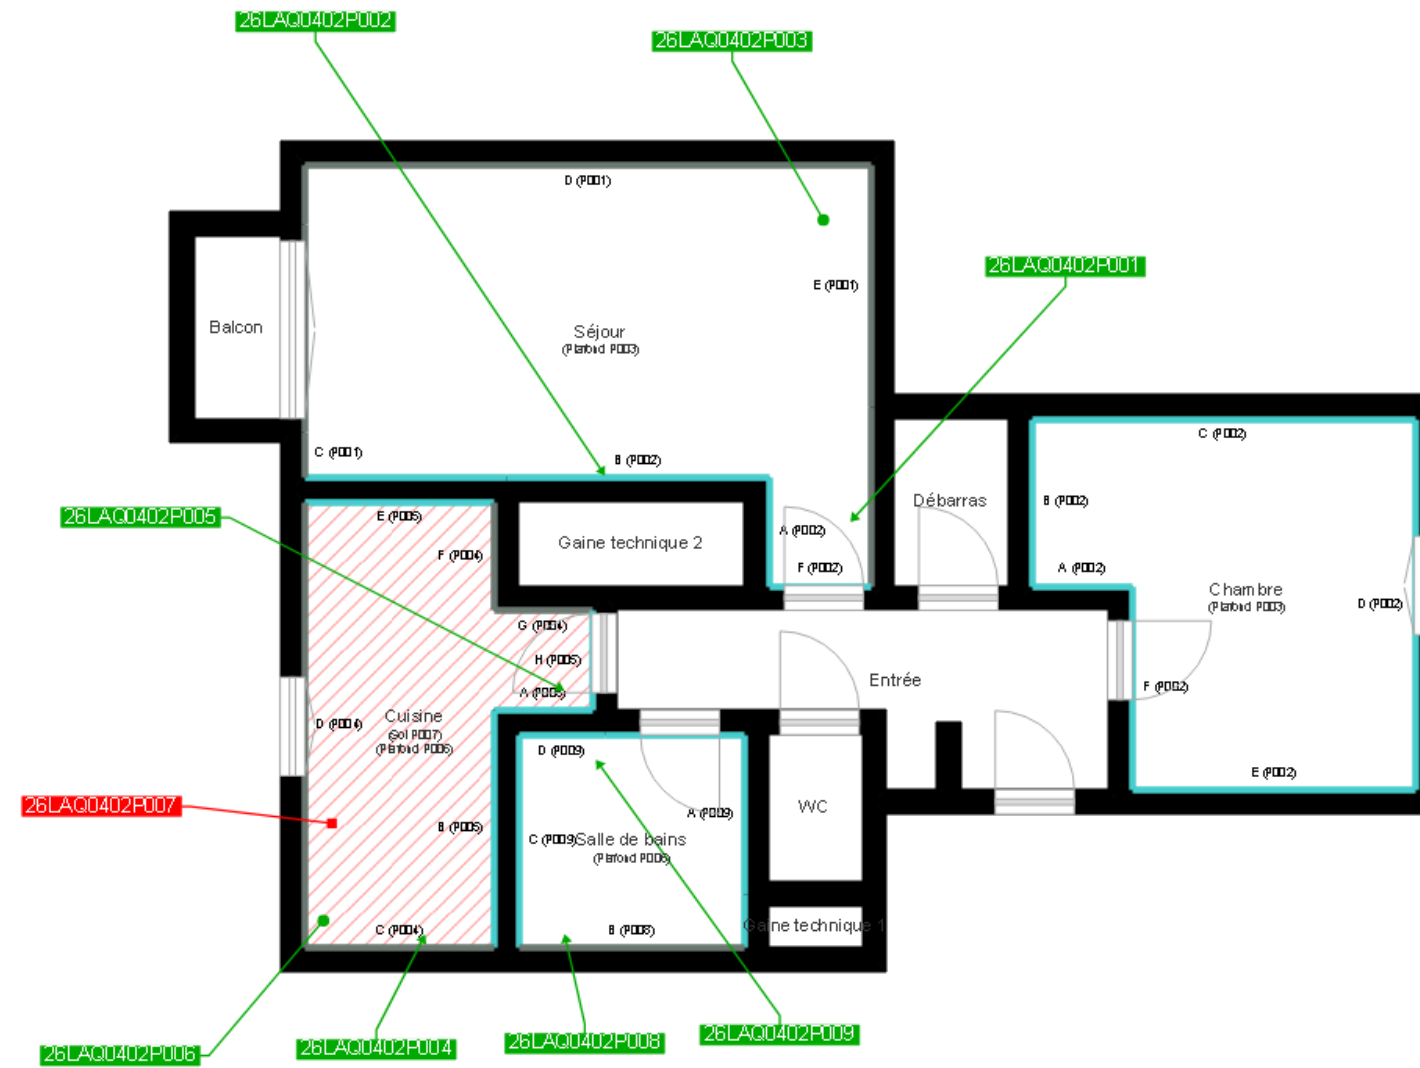 26LAQ0402P002
26LAQ0402P003
D (P001)
26LAQ0402P001
E (P001)
Balcon
Séjour
(Plafond P003)
C (P001)
B (P002)
C (P002)
26LAQ0402P005
E (P005)
F (P004)
Gaine technique 2
A (P002)
F (P002)
Débarras
B (P002)
A (P002)
Chambre
(Plafond P003)
D (P002)
G (P004)
H (P005)
A (P005)
Entrée
F (P002)
D (P004)
Cuisine
(Sol P007)
(Plafond P006)
D (P009)
E (P002)
26LAQ0402P007
B (P005)
C (P009)
Salle de bains
(Plafond P006)
A (P009)
WC
C (P004)
B (P008)
Gaine technique 1
26LAQ0402P006
26LAQ0402P004
26LAQ0402P008
26LAQ0402P009